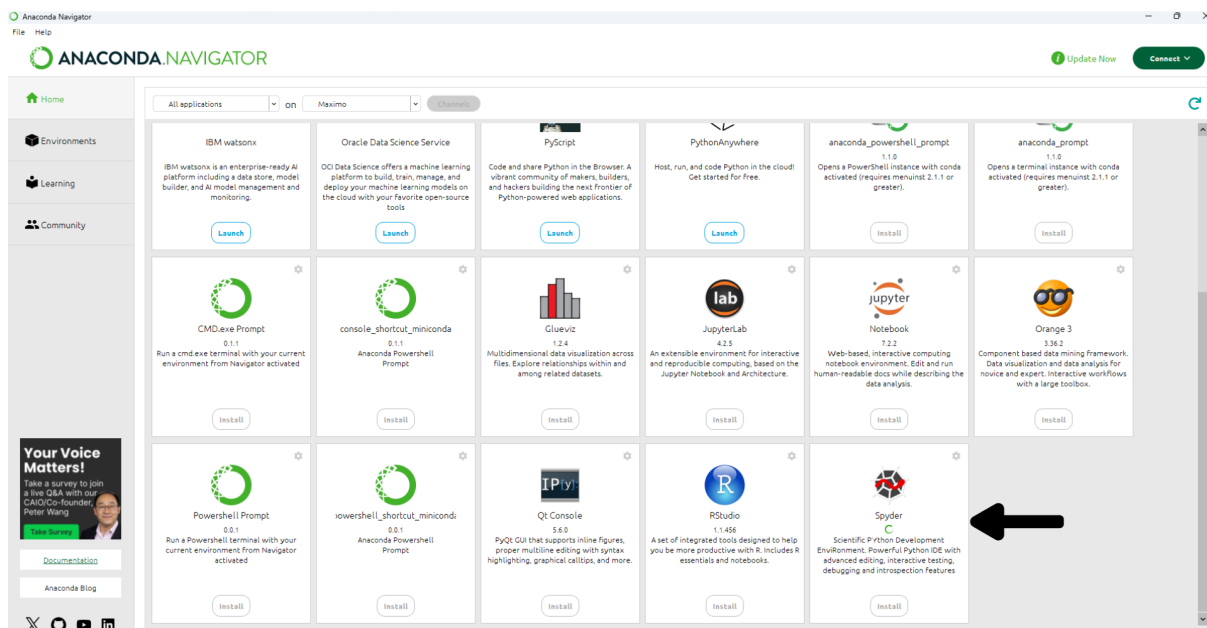 Anaconda Navigator
File Help
ANACONDA.NAVIGATOR
i Update Now
Connect
Home
Environments
Learning
Community
All applications on Maximo Channels
IBM watsonx
IBM watsonx is an enterprise-ready AI
platform including a data store, model
builder, and AI model management and
monitoring.
Launch
Oracle Data Science Service
OCI Data Science offers a machine learning
platform to build, train, manage, and
deploy your machine learning models on
the cloud with your favorite open-source
tools
Launch
PyScript
Code and share Python in the Browser. A
vibrant community of makers, builders,
and hackers building the next frontier of
Python-powered web applications.
Launch
PythonAnywhere
Host, run, and code Python in the cloud!
Get started for free.
Launch
anaconda_powershell_prompt
1.1.0
Opens a PowerShell instance with conda
activated (requires menuinst 2.1.1 or
greater).
Install
anaconda_prompt
1.1.0
Opens a terminal instance with conda
activated (requires menuinst 2.1.1 or
greater).
Install
CMD.exe Prompt
0.1.1
Run a cmd.exe terminal with your current
environment from Navigator activated
Install
console_shortcut_miniconda
0.1.1
Anaconda Powershell
Prompt
Install
Glueviz
1.2.4
Multidimensional data visualization across
files. Explore relationships within and
among related datasets.
Install
lab
JupyterLab
4.2.5
An extensible environment for interactive
and reproducible computing, based on the
Jupyter Notebook and Architecture.
Install
jupyter
Notebook
7.2.2
Web-based, interactive computing
notebook environment. Edit and run
human-readable docs while describing the
data analysis.
Install
Orange 3
3.36.2
Component based data mining framework.
Data visualization and data analysis for
novice and expert. Interactive workflows
with a large toolbox.
Install
Powershell Prompt
0.0.1
Run a Powershell terminal with your
current environment from Navigator
activated
Install
powershell_shortcut_miniconda
0.0.1
Anaconda Powershell
Prompt
Install
IP[y]:
Qt Console
5.6.0
PyQt GUI that supports inline figures,
proper multiline editing with syntax
highlighting, graphical calltips, and more.
Install
R
RStudio
1.1.456
A set of integrated tools designed to help
you be more productive with R. Includes R
essentials and notebooks.
Install
Spyder
Scientific PYthon Development
EnviRonment. Powerful Python IDE with
advanced editing, interactive testing,
debugging and introspection features
Install
Your Voice
Matters!
Take a survey to join
a live Q&A with our
CAIO/Co-founder,
Peter Wang
Take Survey
Documentation
Anaconda Blog